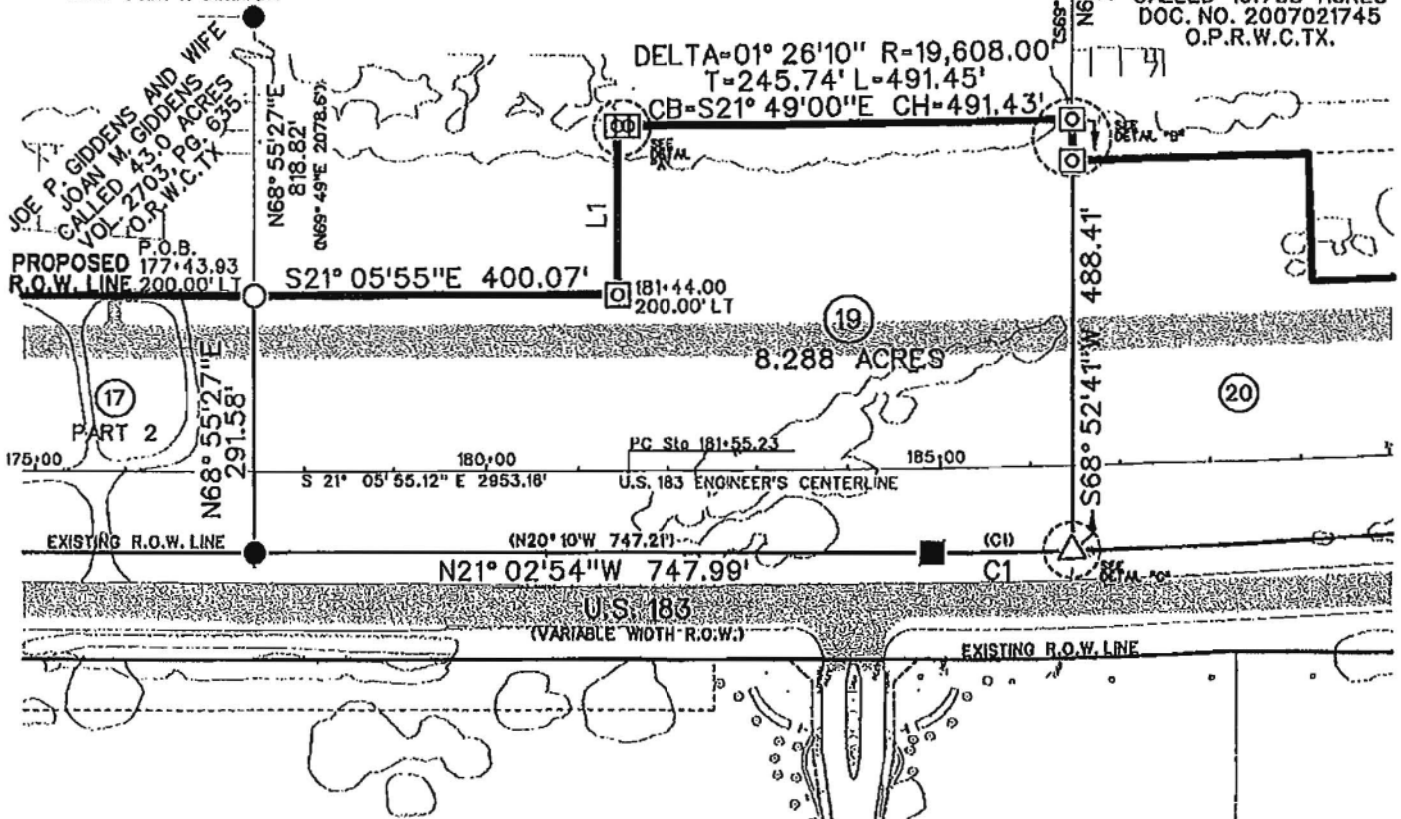 CALLED
ACRES
DOC. NO. 2007021745
O.P.R.W.C.TX.
JOE P. GIDDENS AND WIFE
JOAN M. GIDDENS
CALLED 43.0 ACRES
VOL. 2703, PG. 635
O.R.W.C.TX
N68° 55'27"E
818.82'
(N69° 49'E 2078.6')
DELTA=01° 26'10" R=19,608.00'
T=245.74' L=491.45'
CB=S21° 49'00"E CH=491.43'
SEE
DETAIL
"A"
SEE
DETAIL "B"
L1
P.O.B.
PROPOSED 177+43.93
R.O.W. LINE 200.00' LT
S21° 05'55"E 400.07'
181+44.00
200.00' LT
19
8.288 ACRES
S68° 52'41"W 488.41'
17
PART 2
N68° 55'27"E
291.58'
20
175+00
180+00
PC Sta 181+55.23
185+00
S 21° 05'55.12" E 2953.16'
U.S. 183 ENGINEER'S CENTERLINE
EXISTING R.O.W. LINE
(N20° 10'W 747.21')
(C1)
N21° 02'54"W 747.99'
C1
SEE
DETAIL "C"
U.S. 183
(VARIABLE WIDTH R.O.W.)
EXISTING R.O.W. LINE